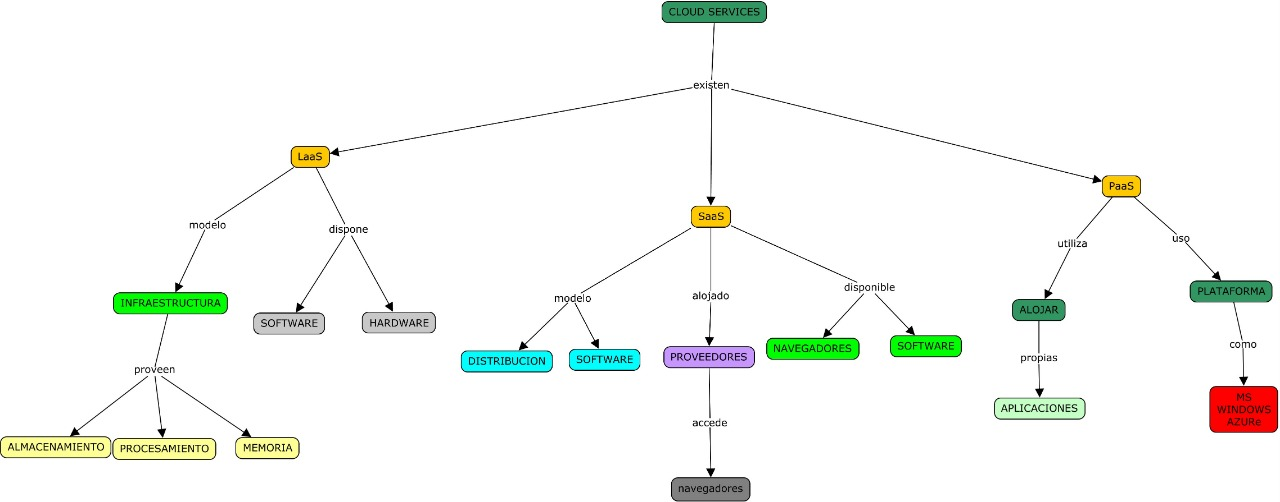 CLOUD SERVICES
existen
LaaS
PaaS
SaaS
modelo
dispone
utiliza
uso
INFRAESTRUCTURA
SOFTWARE
HARDWARE
modelo
alojado
disponible
ALOJAR
PLATAFORMA
DISTRIBUCION
SOFTWARE
PROVEEDORES
NAVEGADORES
SOFTWARE
propias
como
proveen
accede
APLICACIONES
MS
WINDOWS
AZURe
ALMACENAMIENTO
PROCESAMIENTO
MEMORIA
navegadores